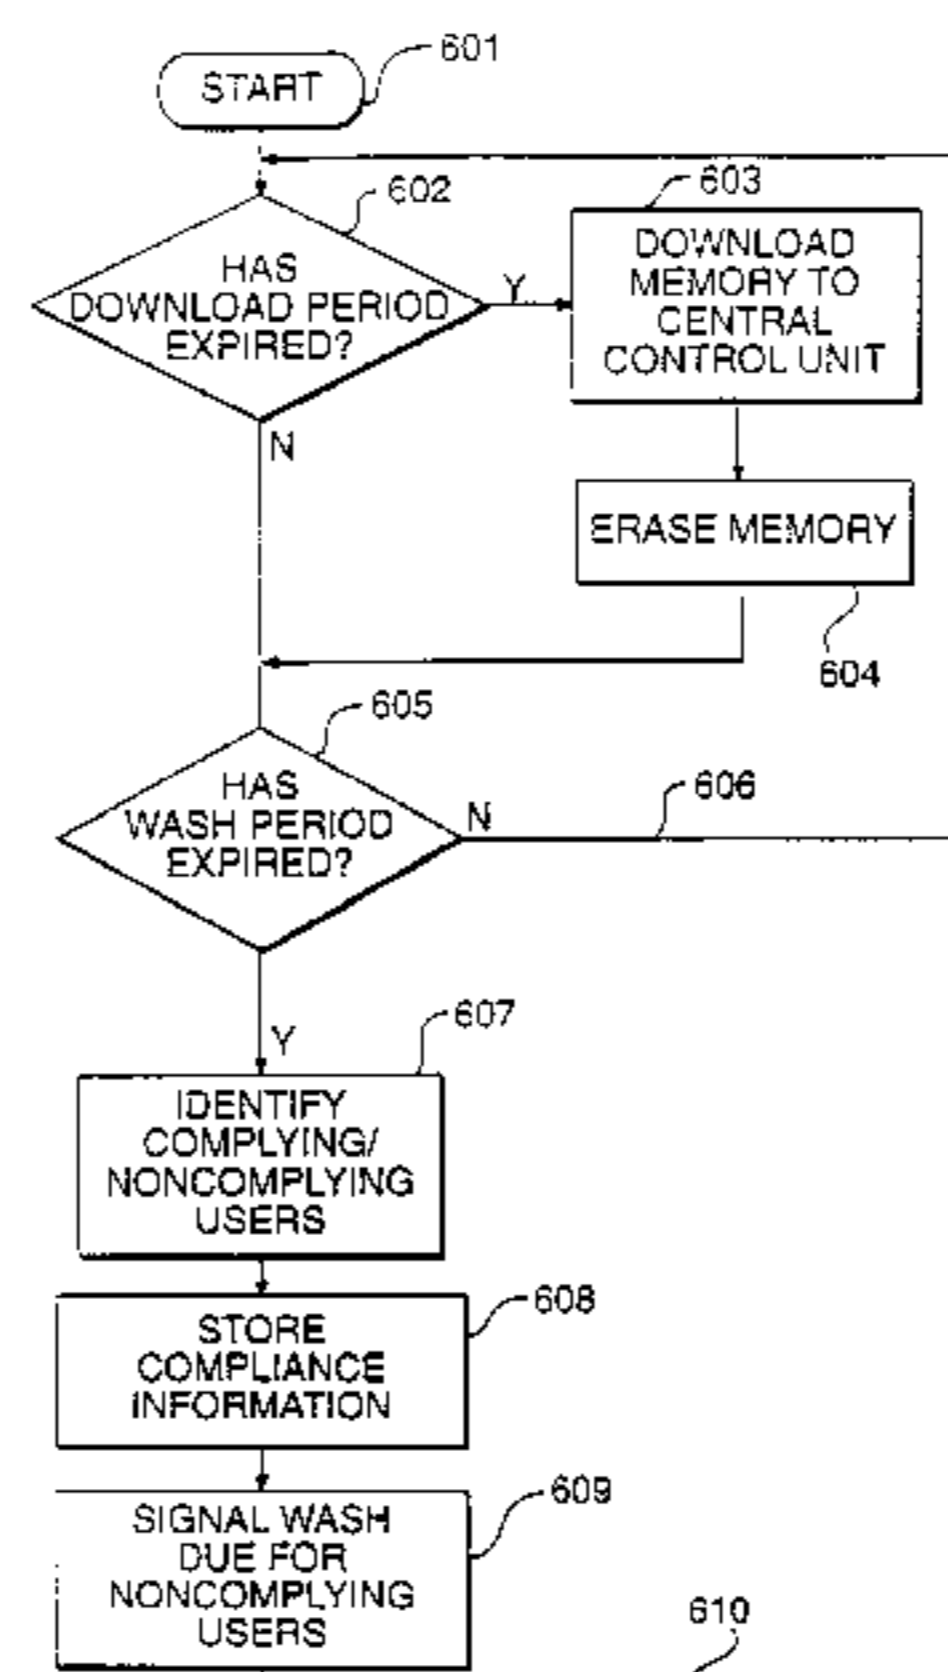 601
START
602
HAS
DOWNLOAD PERIOD
EXPIRED?
Y
N
603
DOWNLOAD
MEMORY TO
CENTRAL
CONTROL UNIT
ERASE MEMORY
604
605
HAS
WASH PERIOD
EXPIRED?
N
606
Y
607
IDENTIFY
COMPLYING/
NONCOMPLYING
USERS
608
STORE
COMPLIANCE
INFORMATION
609
SIGNAL WASH
DUE FOR
NONCOMPLYING
USERS
610